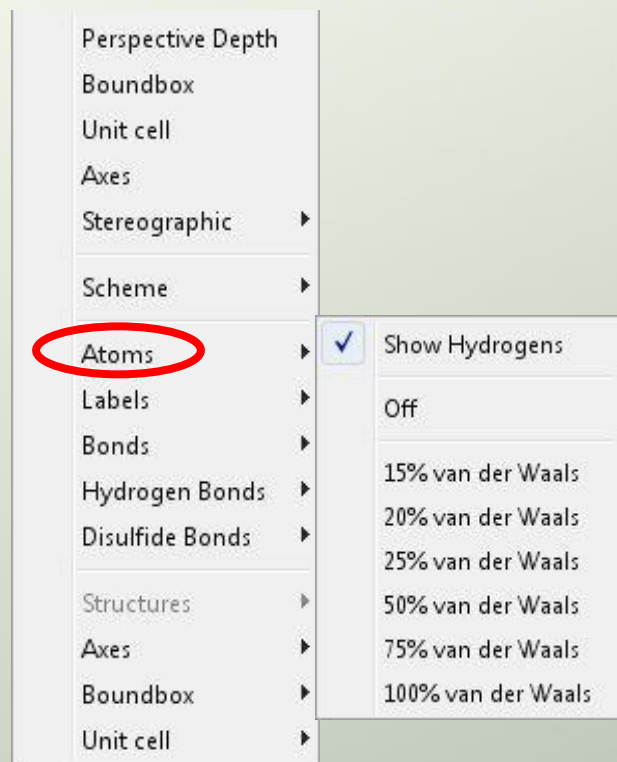 Perspective Depth
Boundbox
Unit cell
Axes
Stereographic
Scheme
Atoms
Labels
Bonds
Hydrogen Bonds
Disulfide Bonds
Structures
Axes
Boundbox
Unit cell
Show Hydrogens
Off
15% van der Waals
20% van der Waals
25% van der Waals
50% van der Waals
75% van der Waals
100% van der Waals